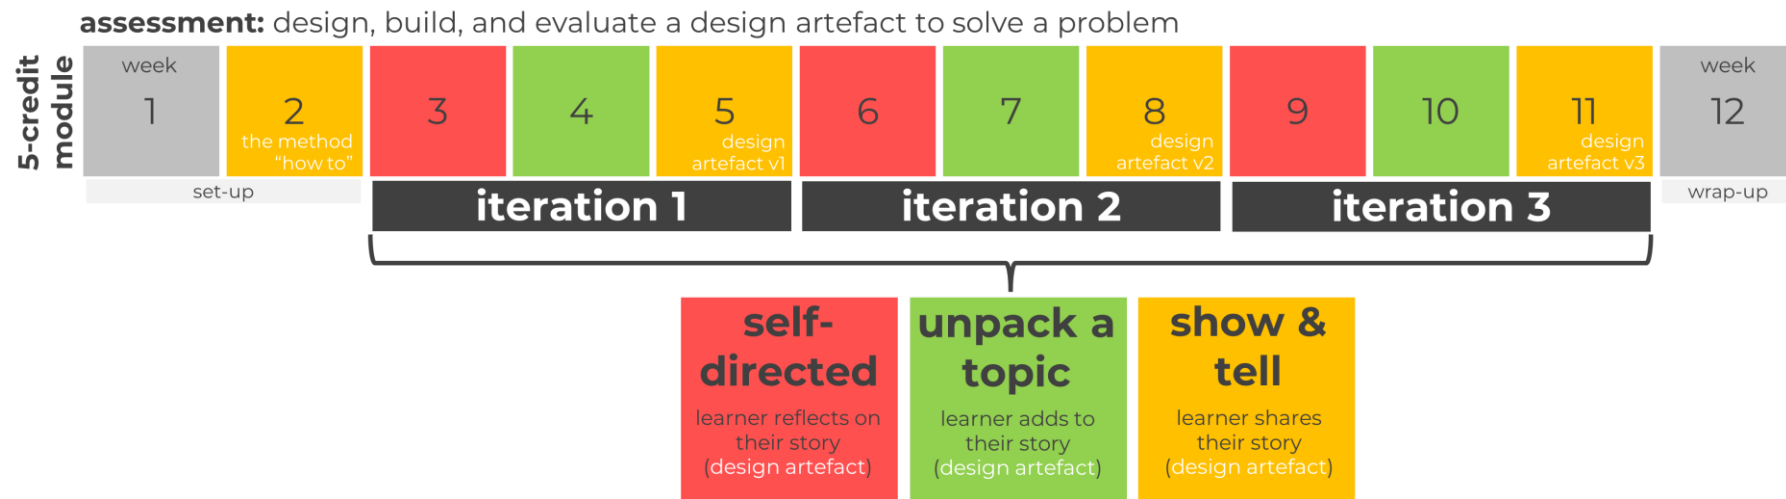 assessment: design, build, and evaluate a design artefact to solve a problem
5-credit
module
week
1
2
the method
“how to”
3
4
5
design
artefact v1
6
7
8
design
artefact v2
9
10
11
design
artefact v3
week
12
set-up
iteration 1
iteration 2
iteration 3
wrap-up
self-
directed
learner reflects on
their story
(design artefact)
unpack a
topic
learner adds to
their story
(design artefact)
show &
tell
learner shares
their story
(design artefact)